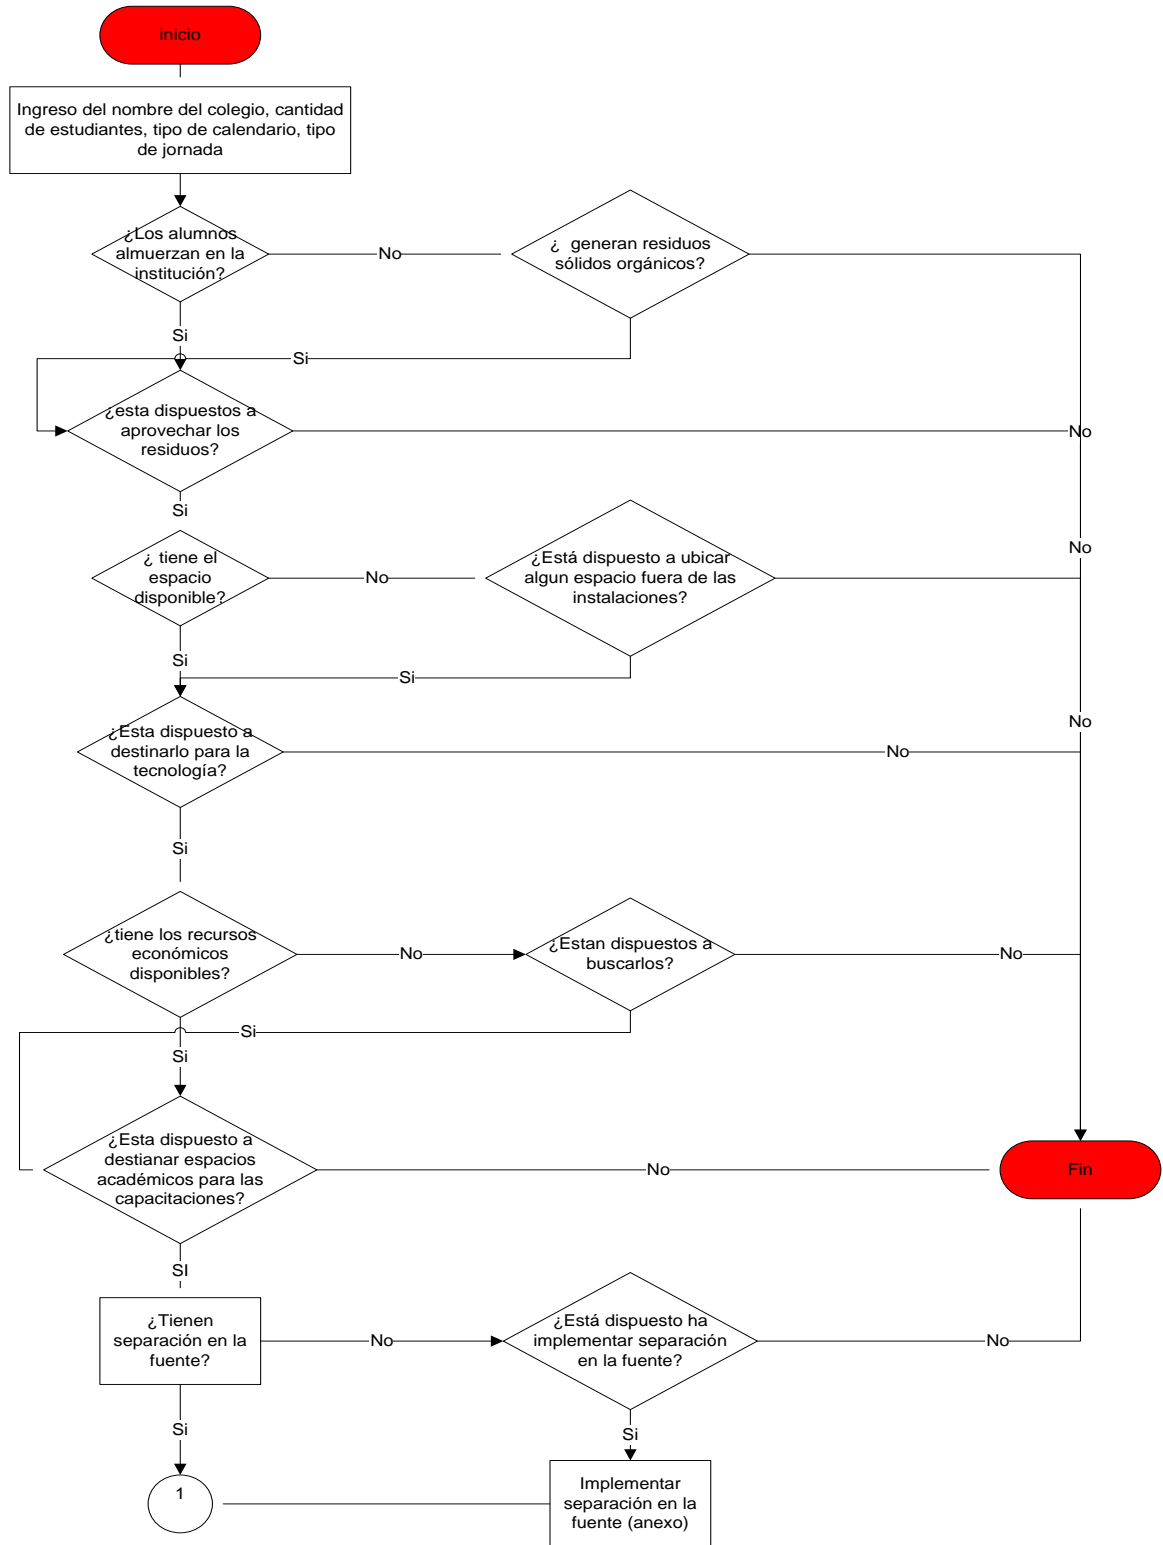 inicio
Ingreso del nombre del colegio, cantidad
de estudiantes, tipo de calendario, tipo
de jornada
¿Los alumnos
almuerzan en la
institución?
No
¿ generan residuos
sólidos orgánicos?
Si
Si
¿esta dispuestos a
aprovechar los
residuos?
No
Si
¿ tiene el
espacio
disponible?
No
¿Está dispuesto a ubicar
algun espacio fuera de las
instalaciones?
No
Si
Si
¿Esta dispuesto a
destinarlo para la
tecnología?
No
No
Si
¿tiene los recursos
económicos
disponibles?
No
¿Estan dispuestos a
buscarlos?
No
Si
Si
¿Esta dispuesto a
destianar espacios
académicos para las
capacitaciones?
No
Fin
SI
¿Tienen
separación en la
fuente?
No
¿Está dispuesto ha
implementar separación
en la fuente?
No
Si
Si
1
Implementar
separación en la
fuente (anexo)